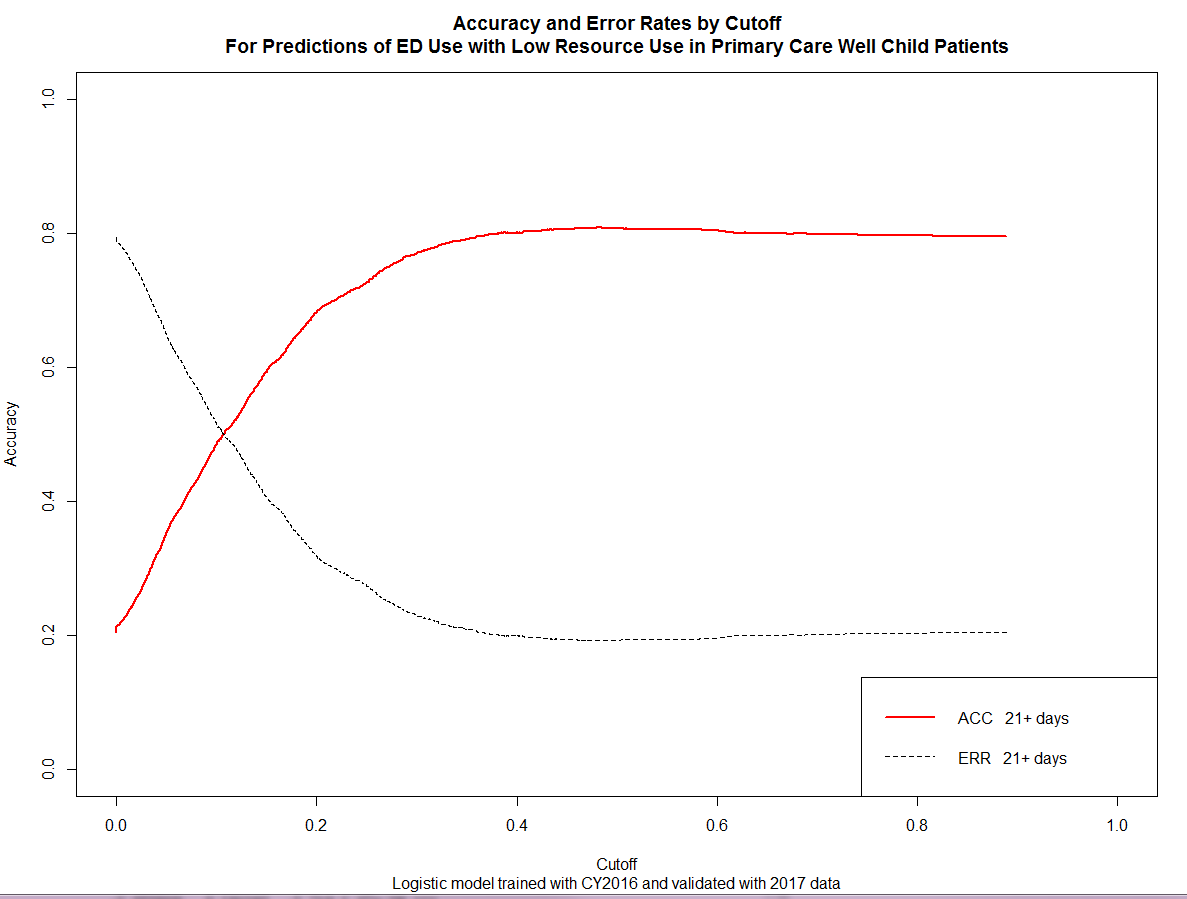 Accuracy and Error Rates by Cutoff
For Predictions of ED Use with Low Resource Use in Primary Care Well Child Patients
1.0
0.8
0.6
0.4
0.2
0.0
Accuracy
ACC 21+ days
ERR 21+ days
0.0 0.2 0.4 0.6 0.8 1.0
Cutoff
Logistic model trained with CY2016 and validated with 2017 data